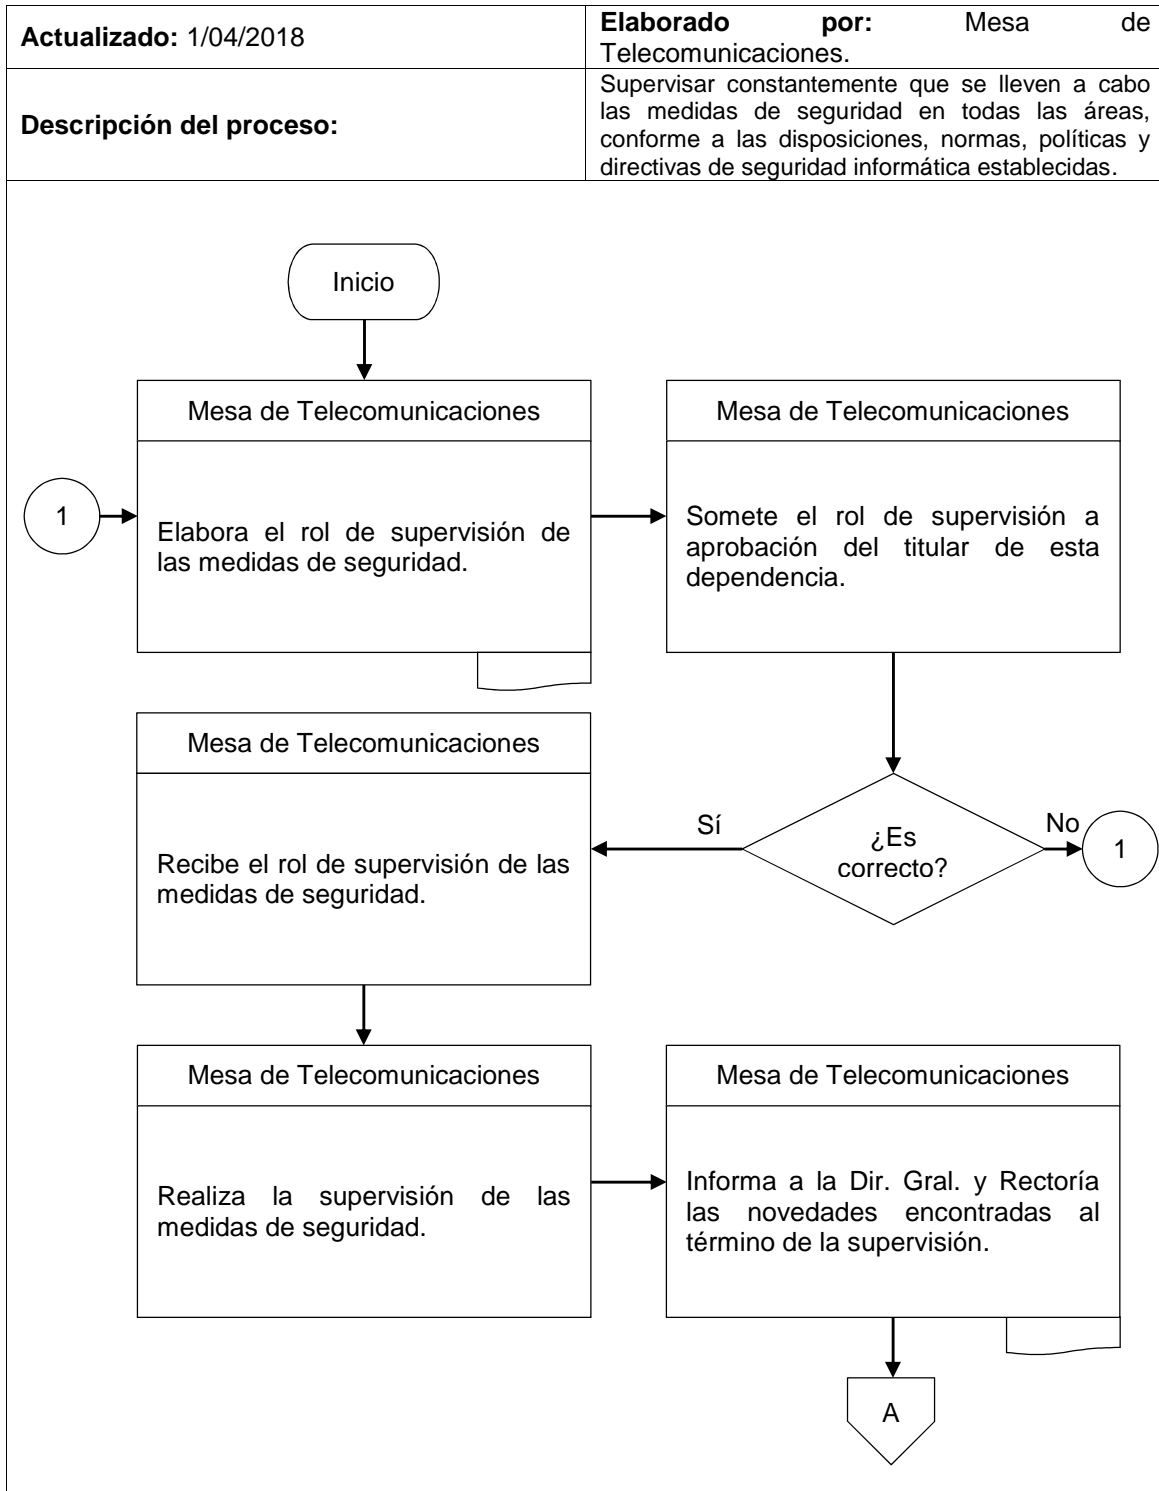 Actualizado: 1/04/2018
Elaborado por: Mesa de
Telecomunicaciones.
Descripción del proceso:
Supervisar constantemente que se lleven a cabo
las medidas de seguridad en todas las áreas,
conforme a las disposiciones, normas, políticas y
directivas de seguridad informática establecidas.
Inicio
Mesa de Telecomunicaciones
1
Elabora el rol de supervisión de
las medidas de seguridad.
Mesa de Telecomunicaciones
Somete el rol de supervisión a
aprobación del titular de esta
dependencia.
¿Es
correcto?
No
1
Sí
Mesa de Telecomunicaciones
Recibe el rol de supervisión de las
medidas de seguridad.
Mesa de Telecomunicaciones
Realiza la supervisión de las
medidas de seguridad.
Mesa de Telecomunicaciones
Informa a la Dir. Gral. y Rectoría
las novedades encontradas al
término de la supervisión.
A